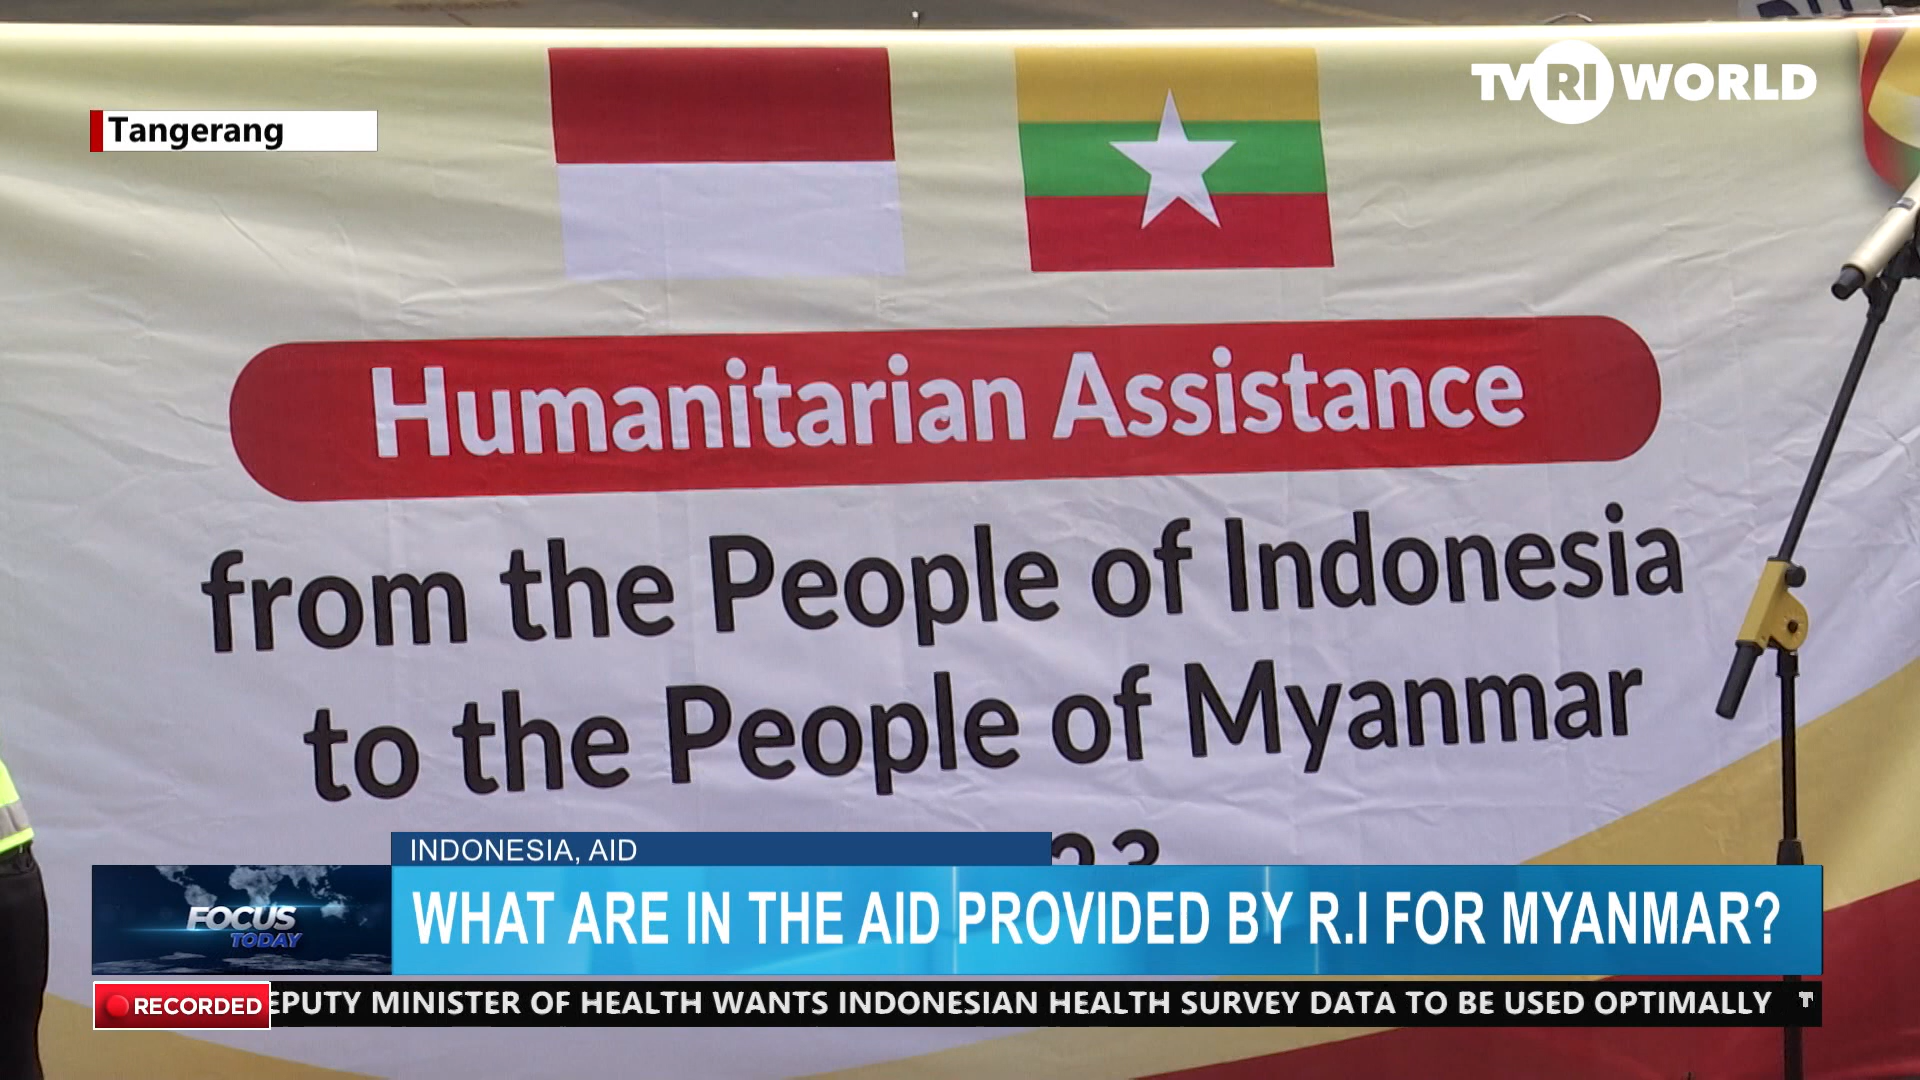 TVRI WORLD
Tangerang
Humanitarian Assistance
from the People of Indonesia
to the People of Myanmar
23
INDONESIA, AID
FOCUS
TODAY
WHAT ARE IN THE AID PROVIDED BY R.I FOR MYANMAR?
RECORDED
EPUTY MINISTER OF HEALTH WANTS INDONESIAN HEALTH SURVEY DATA TO BE USED OPTIMALLY